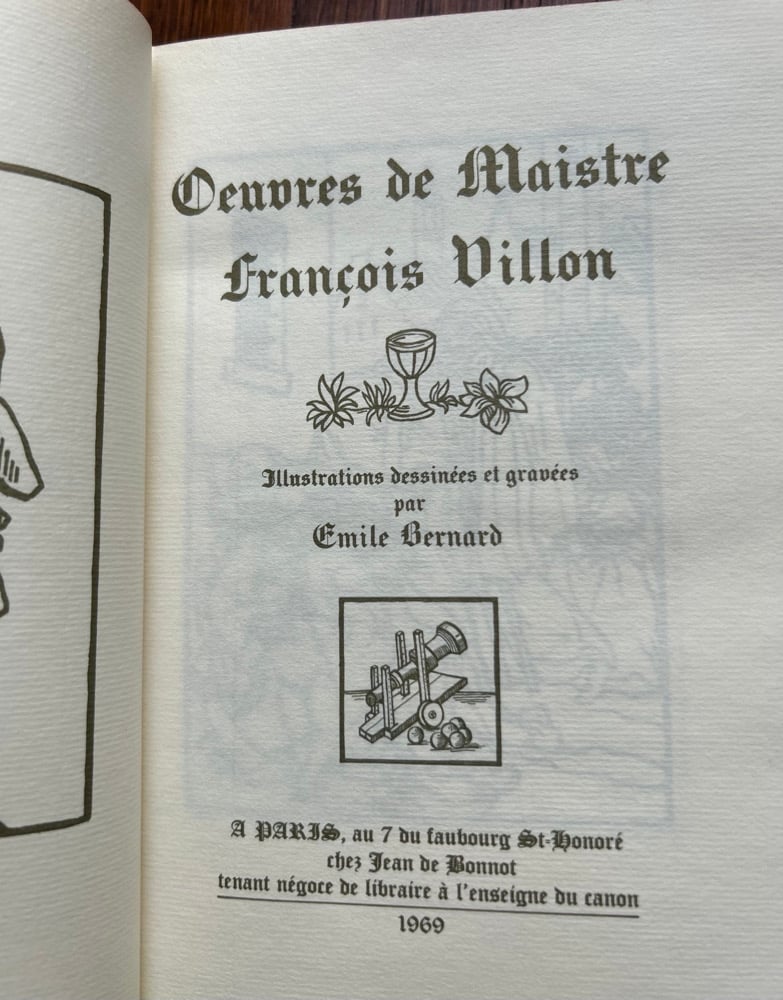 Oeuvres de Maistre
François Villon
Illustrations dessinées et gravées
par
Emile Bernard
A PARIS, au 7 du faubourg St-Honoré
chez Jean de Bonnot
tenant négoce de libraire à l'enseigne du canon
1969